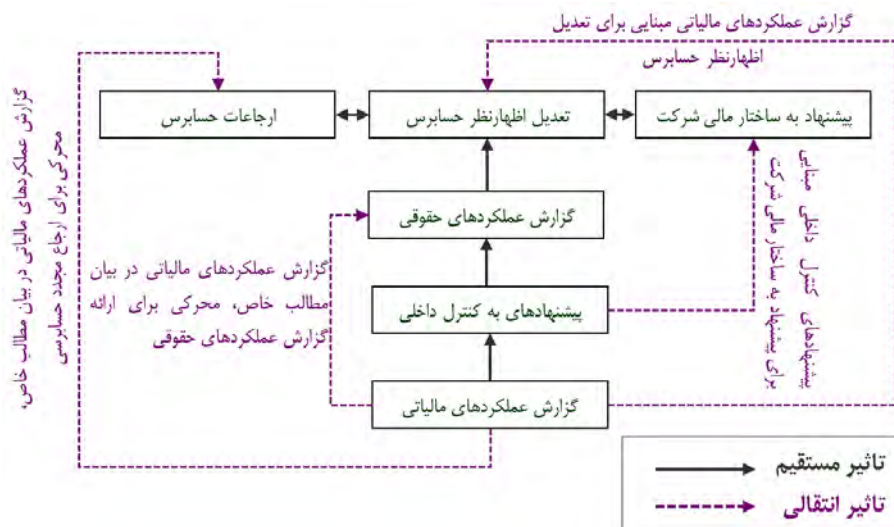 گزارش عملکردهای مالیاتی مبنایی برای تعدیل
اظهارنظر حسابرس
پیشنهاد به ساختار مالی شرکت
تعدیل اظهارنظر حسابرس
ارجاعات حسابرس
گزارش عملکردهای مالیاتی در بیان مطالب خاص،
محرکی برای ارجاع مجدد حسابرسی
پیشنهادهای کنترل داخلی مبنایی
برای پیشنهاد به ساختار مالی شرکت
گزارش عملکردهای حقوقی
گزارش عملکردهای مالیاتی در بیان
مطالب خاص، محرکی برای ارائه
گزارش عملکردهای حقوقی
پیشنهادهای به کنترل داخلی
گزارش عملکردهای مالیاتی
تاثیر مستقیم
تاثیر انتقالی